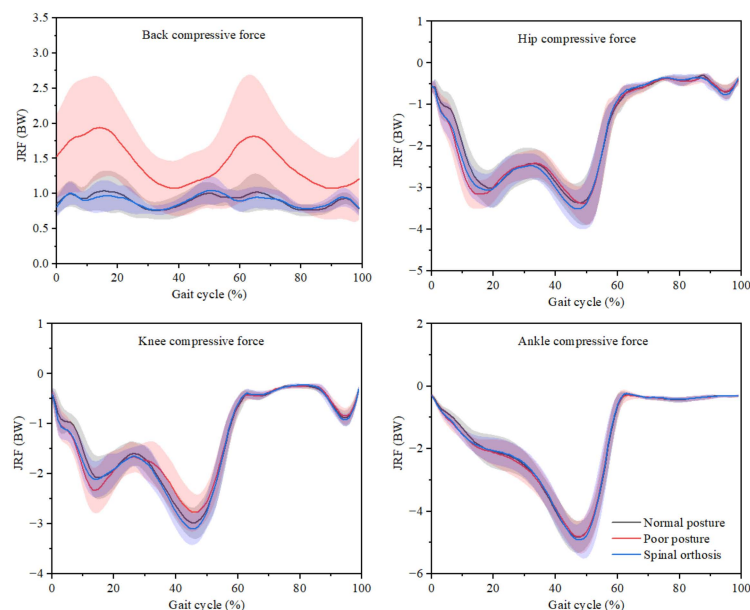 Back compressive force
JRF (BW)
3.5
3.0
2.5
2.0
1.5
1.0
0.5
0.0
0 20 40 60 80 100
Gait cycle (%)
Hip compressive force
JRF (BW)
1
0
−1
−2
−3
−4
−5
0 20 40 60 80 100
Gait cycle (%)
Knee compressive force
JRF (BW)
1
0
−1
−2
−3
−4
0 20 40 60 80 100
Gait cycle (%)
Ankle compressive force
JRF (BW)
2
0
−2
−4
−6
0 20 40 60 80 100
Gait cycle (%)
Normal posture
Poor posture
Spinal orthosis